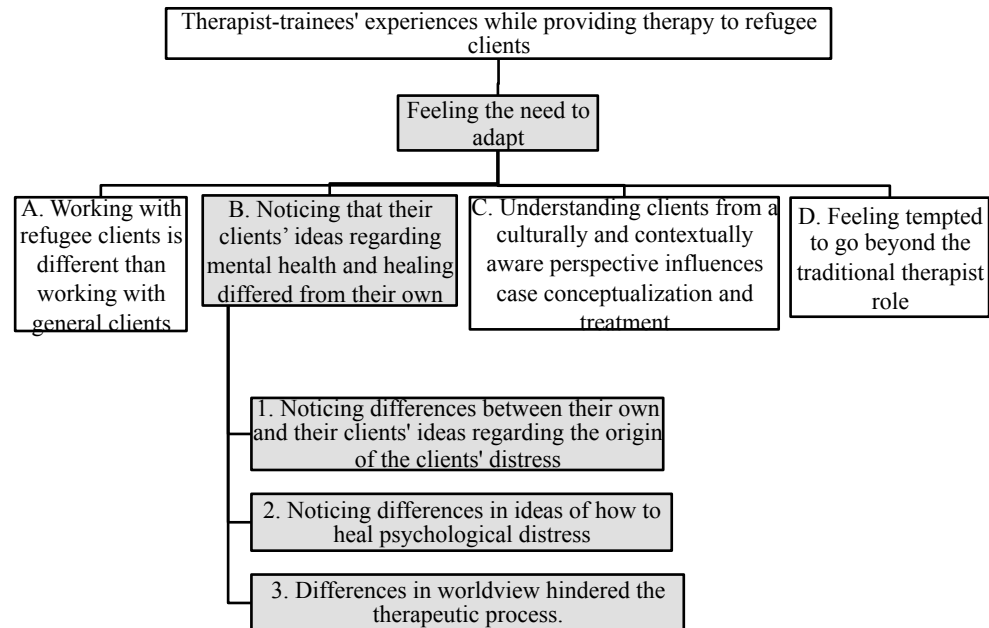 Therapist-trainees' experiences while providing therapy to refugee
clients
Feeling the need to
adapt
A. Working with
refugee clients is
different than
working with
general clients
B. Noticing that their
clients’ ideas regarding
mental health and healing
differed from their own
C. Understanding clients from a
culturally and contextually
aware perspective influences
case conceptualization and
treatment
D. Feeling tempted
to go beyond the
traditional therapist
role
1. Noticing differences between their own
and their clients' ideas regarding the origin
of the clients' distress
2. Noticing differences in ideas of how to
heal psychological distress
3. Differences in worldview hindered the
therapeutic process.